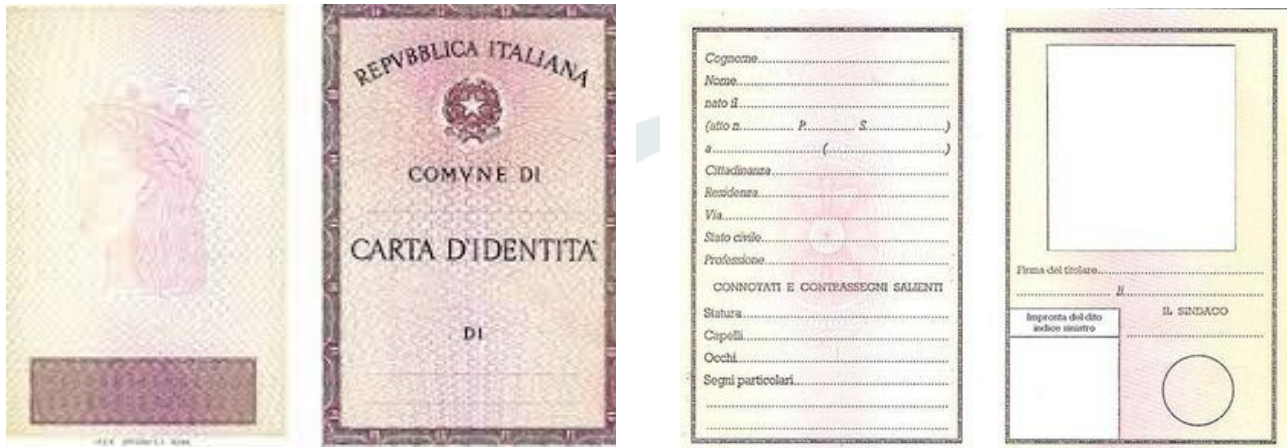 REPVBBLICA ITALIANA
COMVNE DI
CARTA D'IDENTITA'
DI
Cognome
Nome
nato il
(atto n. P. S. )
a ( )
Cittadinanza
Residenza
Via
Stato civile
Professione
CONNOTATI E CONTRASSEGNI SALIENTI
Statura
Capelli
Occhi
Segni particolari
Firma del titolare
li
Impronta del dito
indice sinistro
IL SINDACO